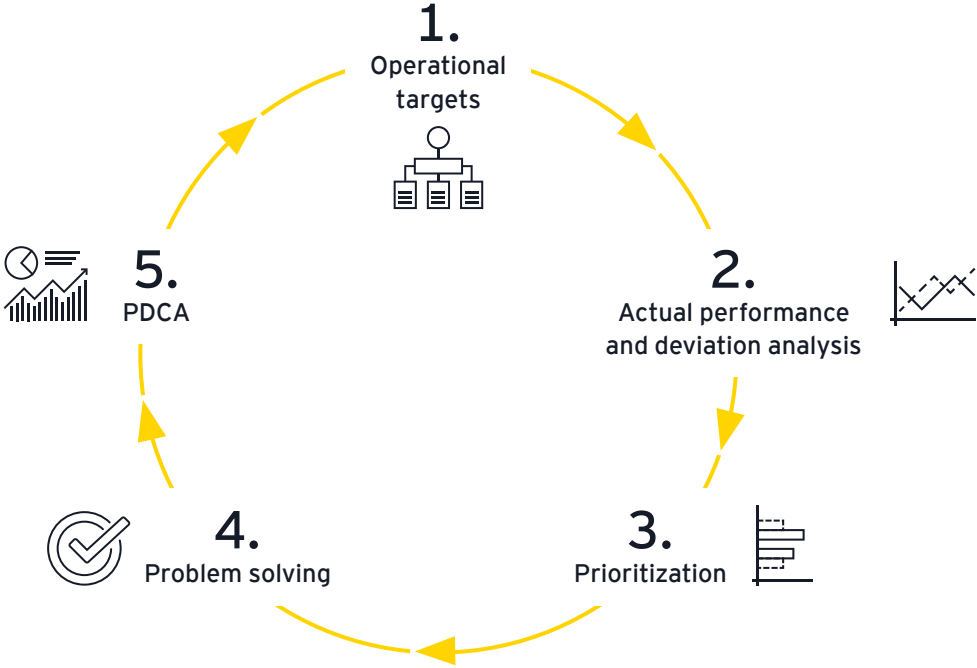 1.
Operational
targets
2.
Actual performance
and deviation analysis
3.
Prioritization
4.
Problem solving
5.
PDCA